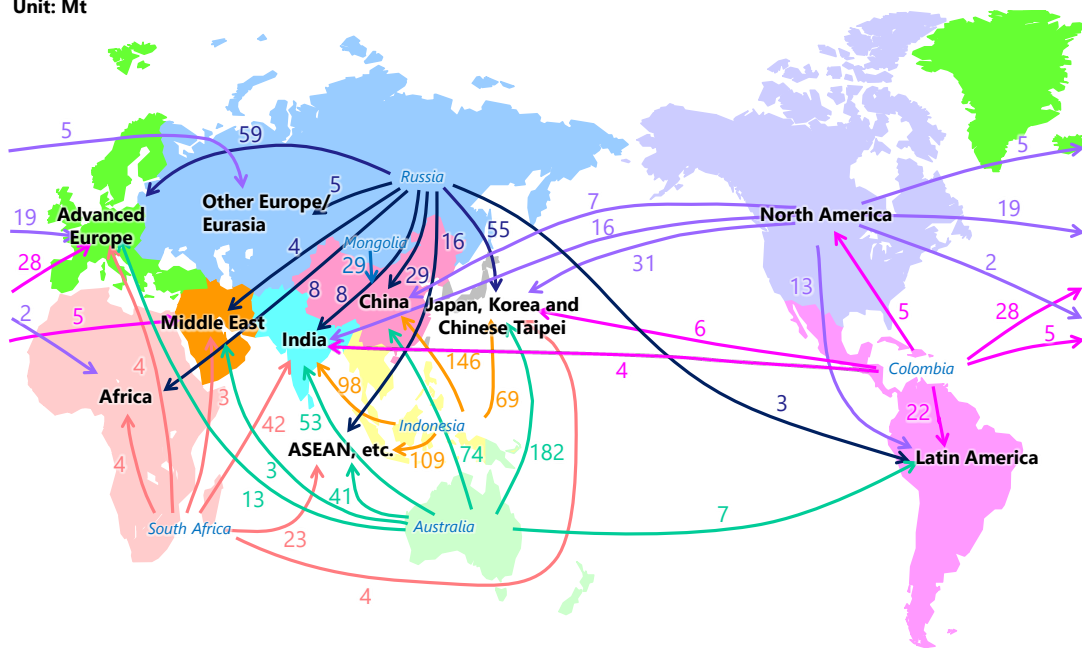 Unit: Mt
5
59
5
Russia
5
19
Advanced
Europe
Other Europe/
Eurasia
4
Mongolia
29
16
55
7
16
31
North America
19
28
8
8
29
2
China
Japan, Korea and
Chinese Taipei
13
2
5
Middle East
India
6
5
28
5
4
146
Colombia
4
3
98
69
3
Africa
42
53
Indonesia
22
ASEAN, etc.
109
74
182
Latin America
4
3
13
41
South Africa
Australia
7
23
4